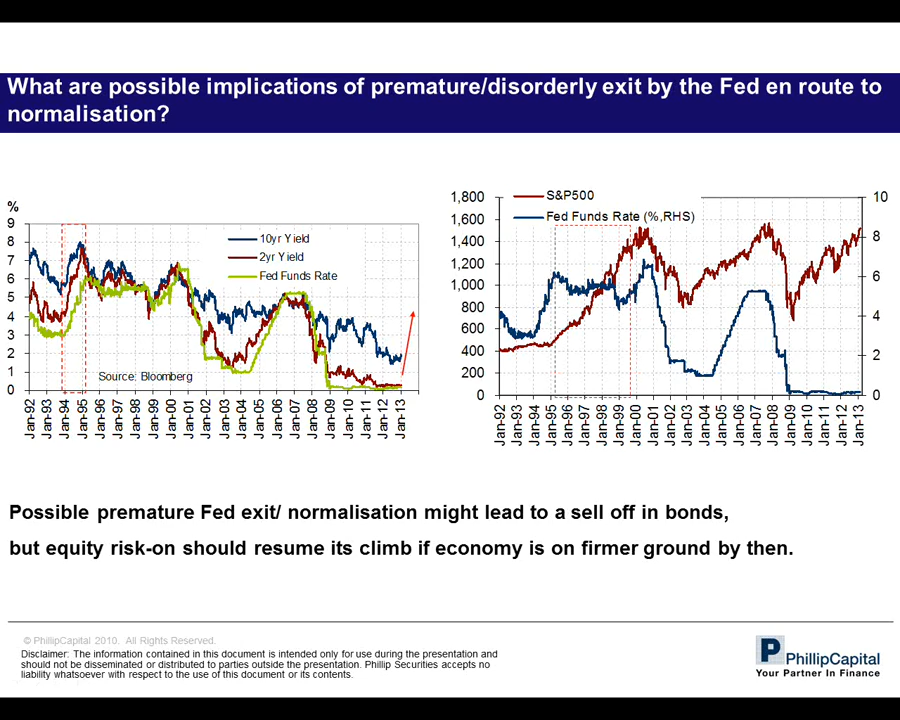 What are possible implications of premature/disorderly exit by the Fed en route to
normalisation?
%
9
8
7
6
5
4
3
2
1
0
10yr Yield
2yr Yield
Fed Funds Rate
Source: Bloomberg
Jan-92
Jan-93
Jan-94
Jan-95
Jan-96
Jan-97
Jan-98
Jan-99
Jan-00
Jan-01
Jan-02
Jan-03
Jan-04
Jan-05
Jan-06
Jan-07
Jan-08
Jan-09
Jan-10
Jan-11
Jan-12
Jan-13
1,800
1,600
1,400
1,200
1,000
800
600
400
200
0
S&P500
Fed Funds Rate (%,RHS)
10
8
6
4
2
0
Jan-92
Jan-93
Jan-94
Jan-95
Jan-96
Jan-97
Jan-98
Jan-99
Jan-00
Jan-01
Jan-02
Jan-03
Jan-04
Jan-05
Jan-06
Jan-07
Jan-08
Jan-09
Jan-10
Jan-11
Jan-12
Jan-13
Possible premature Fed exit/ normalisation might lead to a sell off in bonds,
but equity risk-on should resume its climb if economy is on firmer ground by then.
© PhillipCapital 2010. All Rights Reserved.
Disclaimer: The information contained in this document is intended only for use during the presentation and
should not be disseminated or distributed to parties outside the presentation. Phillip Securities accepts no
liability whatsoever with respect to the use of this document or its contents.
P PhillipCapital
Your Partner In Finance